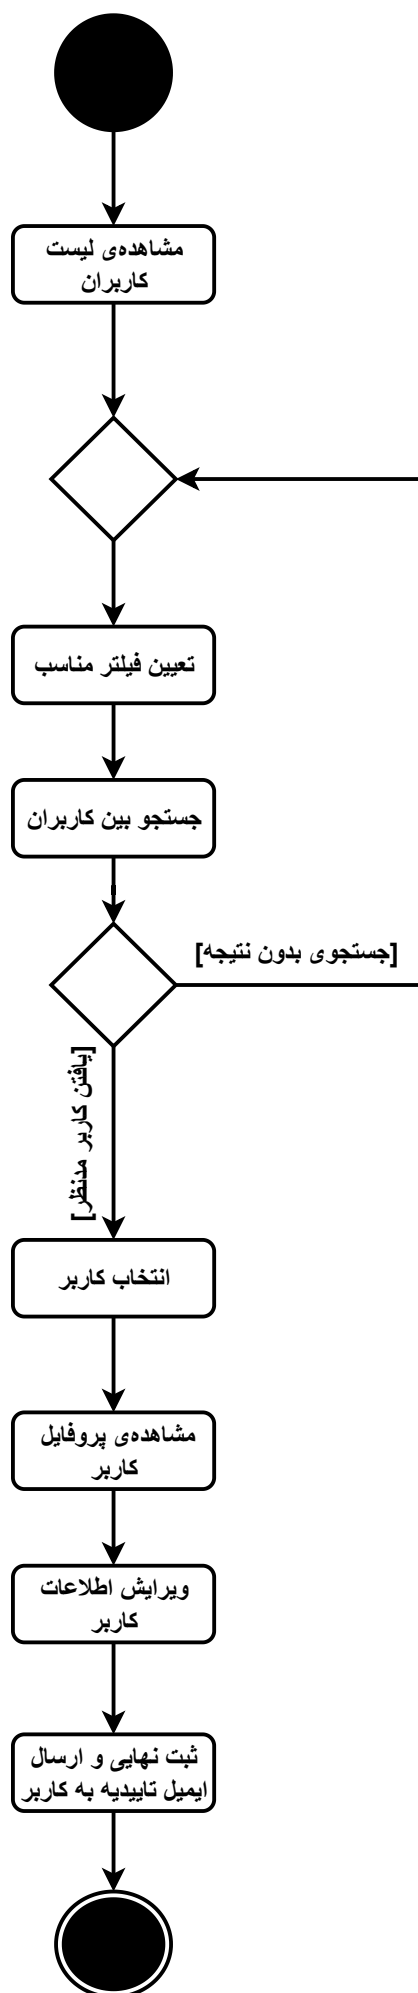 مشاهده‌ی لیست
کاربران
تعیین فیلتر مناسب
جستجو بین کاربران
[جستجوی بدون نتیجه]
[یافتن کاربر مدنظر]
انتخاب کاربر
مشاهده‌ی پروفایل
کاربر
ویرایش اطلاعات
کاربر
ثبت نهایی و ارسال
ایمیل تاییدیه به کاربر